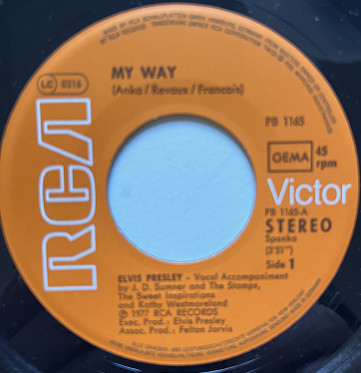 MY WAY
(Anka/Revaux/Francois)
LC 0316
PB 1165
GEMA
45
rpm
RCA
Victor
PB 1165-A
STEREO
Spanka
(3'51")
Side 1
ELVIS PRESLEY - Vocal Accompaniment
by J. D. Sumner and The Stamps,
The Sweet Inspirations
and Kathy Westmoreland
℗ 1977 RCA RECORDS
Exec. Prod.: Elvis Presley
Assoc. Prod.: Felton Jarvis